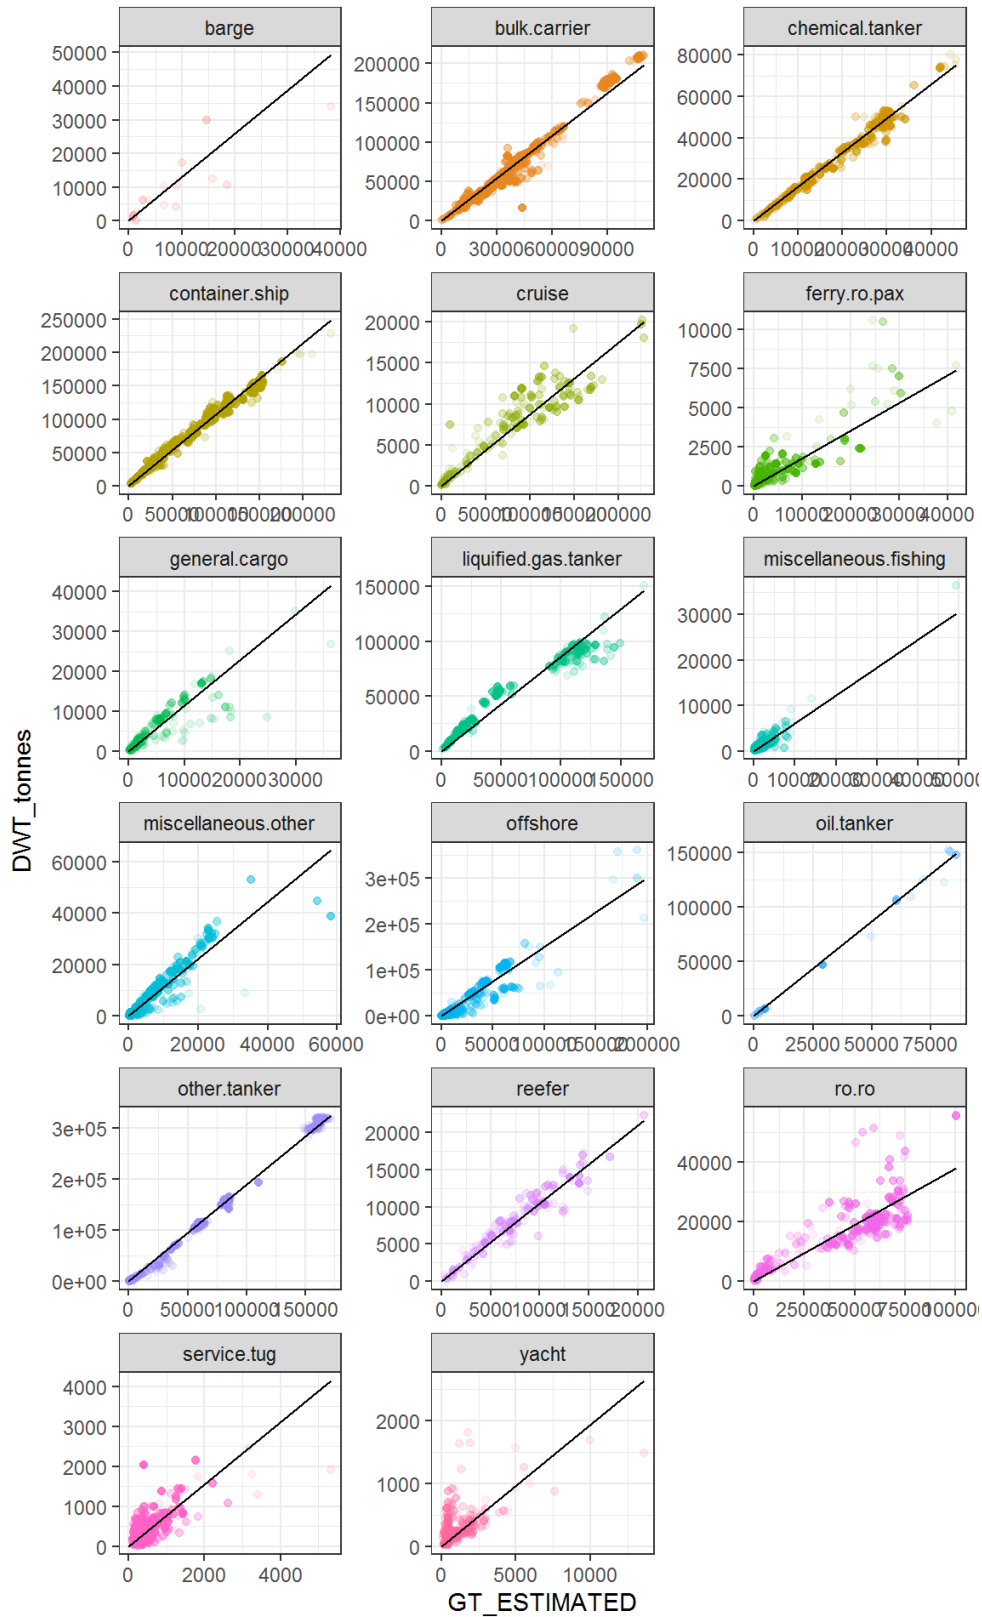 barge
bulk.carrier
chemical.tanker
50000
40000
30000
20000
10000
0
0 10000 20000 30000 40000
200000
150000
100000
50000
0
0 30000 60000 90000
80000
60000
40000
20000
0
0 10000 20000 30000 40000
container.ship
cruise
ferry.ro.pax
250000
200000
150000
100000
50000
0
0 50000 100000 150000 200000
20000
15000
10000
5000
0
0 50000 100000 150000 200000
10000
7500
5000
2500
0
0 10000 20000 30000 40000
general.cargo
liquified.gas.tanker
miscellaneous.fishing
40000
30000
20000
10000
0
0 10000 20000 30000
150000
100000
50000
0
0 50000 100000 150000
30000
20000
10000
0
0 10000 20000 30000 40000 5000
DWT_tonnes
miscellaneous.other
offshore
oil.tanker
60000
40000
20000
0
0 20000 40000 60000
3e+05
2e+05
1e+05
0e+00
0 50000 100000 150000 200000
150000
100000
50000
0
0 25000 50000 75000
other.tanker
reefer
ro.ro
3e+05
2e+05
1e+05
0e+00
0 50000 100000 150000
20000
15000
10000
5000
0
0 5000 10000 15000 20000
40000
20000
0
0 25000 50000 75000 10000
service.tug
yacht
4000
3000
2000
1000
0
0 2000 4000
2000
1000
0
0 5000 10000
GT_ESTIMATED